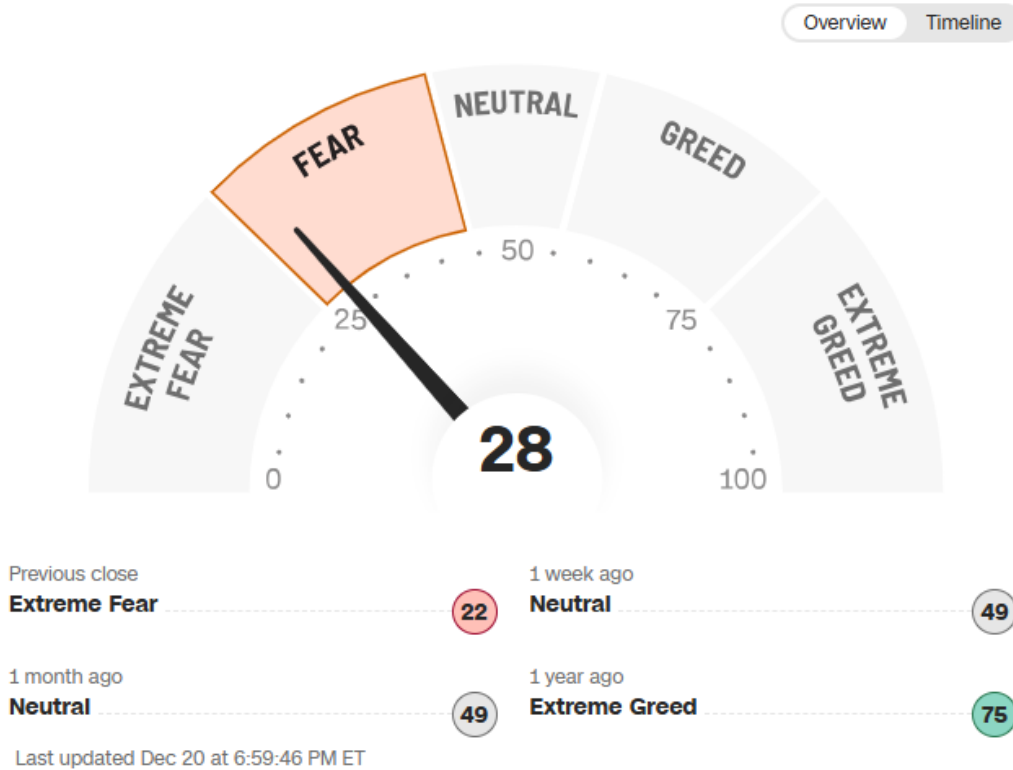 Overview
Timeline
NEUTRAL
FEAR
GREED
EXTREME
FEAR
EXTREME
GREED
50
25
75
0
100
28
Previous close
Extreme Fear
22
1 week ago
Neutral
49
1 month ago
Neutral
49
1 year ago
Extreme Greed
75
Last updated Dec 20 at 6:59:46 PM ET